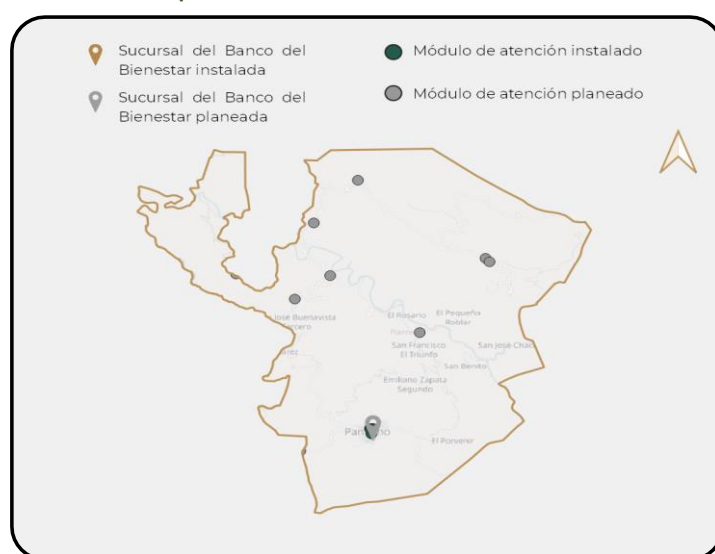 Sucursal del Banco del
Bienestar instalada
Sucursal del Banco del
Bienestar planeada
Módulo de atención instalado
Módulo de atención planeado
José Buenavista
Tercero
El Rosario
El Pequeña
Roblar
San Francisco
El Triunfo
San José Chac
San Benito
Emiliano Zapata
Segundo
El Porvenir